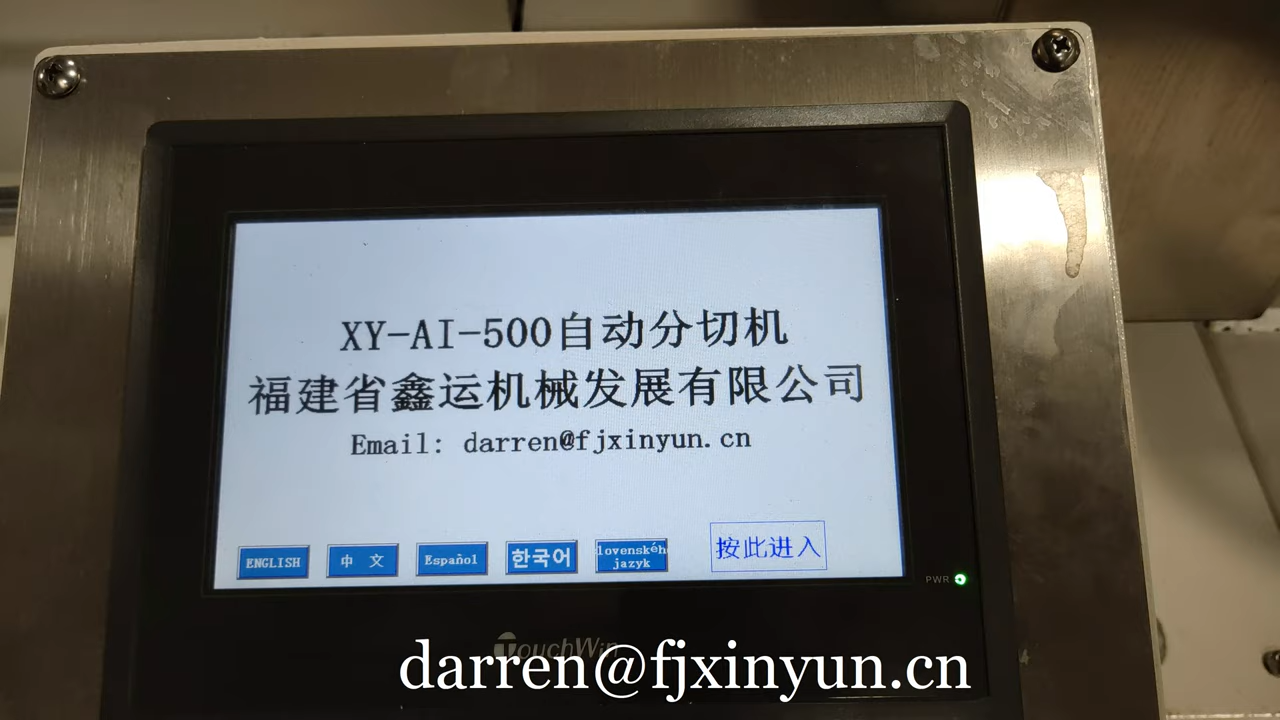 XY-AI-500自动分切机
福建省鑫运机械发展有限公司
Email: darren@fjxinyun.cn
ENGLISH
中 文
Español
한국어
lovenskéh
jazyk
按此进入
PWR
TouchWin
darren@fjxinyun.cn